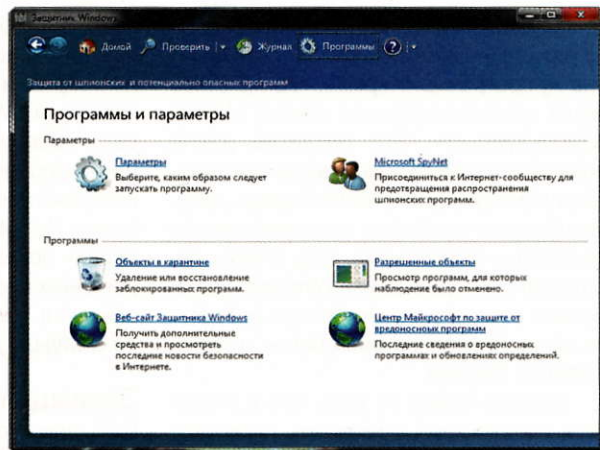 Защитник Windows
Домой Проверить Журнал Программы ?
Защита от шпионских и потенциально опасных программ
Программы и параметры
Параметры
Параметры
Выберите, каким образом следует
запускать программу.
Microsoft SpyNet
Присоединиться к Интернет-сообществу для
предотвращения распространения
шпионских программ.
Программы
Объекты в карантине
Удаление или восстановление
заблокированных программ.
Разрешенные объекты
Просмотр программ, для которых
наблюдение было отменено.
Веб-сайт Защитника Windows
Получить дополнительные
средства и просмотреть
последние новости безопасности
в Интернете.
Центр Майкрософт по защите от
вредоносных программ
Последние сведения о вредоносных
программах и обновлениях определений.